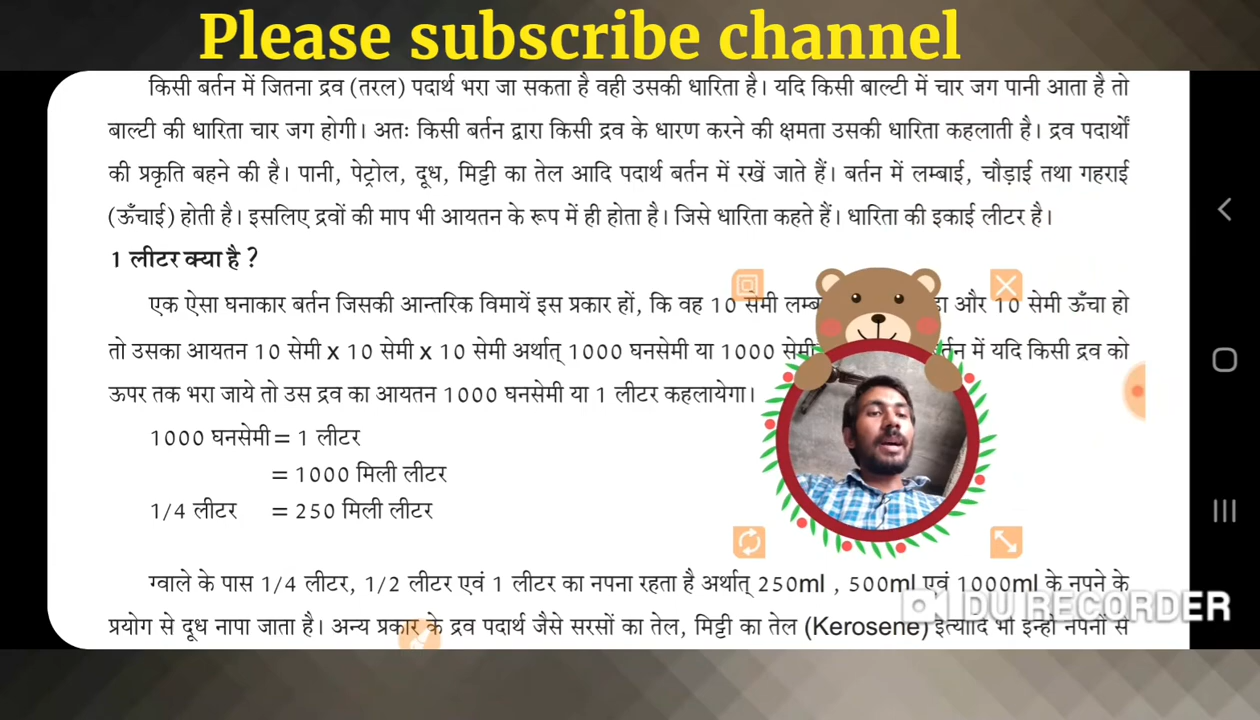 Please subscribe channel
किसी बर्तन में जितना द्रव (तरल) पदार्थ भरा जा सकता है वही उसकी धारिता है। यदि किसी बाल्टी में चार जग पानी आता है तो
बाल्टी की धारिता चार जग होगी। अतः किसी बर्तन द्वारा किसी द्रव के धारण करने की क्षमता उसकी धारिता कहलाती है। द्रव पदार्थों
की प्रकृति बहने की है। पानी, पेट्रोल, दूध, मिट्टी का तेल आदि पदार्थ बर्तन में रखें जाते हैं। बर्तन में लम्बाई, चौड़ाई तथा गहराई
(ऊँचाई) होती है। इसलिए द्रवों की माप भी आयतन के रूप में ही होता है। जिसे धारिता कहते हैं। धारिता की इकाई लीटर है।
1 लीटर क्या है ?
एक ऐसा घनाकार बर्तन जिसकी आन्तरिक विमायें इस प्रकार हों, कि वह 10 सेमी और 10 सेमी ऊँचा हो
तो उसका आयतन 10 सेमी x 10 सेमी x 10 सेमी अर्थात् 1000 घनसेमी या 1000 सेमी में यदि किसी द्रव को
ऊपर तक भरा जाये तो उस द्रव का आयतन 1000 घनसेमी या 1 लीटर कहलायेगा।
1000 घनसेमी = 1 लीटर
= 1000 मिली लीटर
1/4 लीटर = 250 मिली लीटर
ग्वाले के पास 1/4 लीटर, 1/2 लीटर एवं 1 लीटर का नपना रहता है अर्थात् 250ml , 500ml एवं 1000ml के नपने के
DU RECORDER
प्रयोग से दूध नापा जाता है। अन्य प्रकार के द्रव पदार्थ जैसे सरसों का तेल, मिट्टी का तेल (Kerosene) इत्यादि भी इन्हीं नपनों से